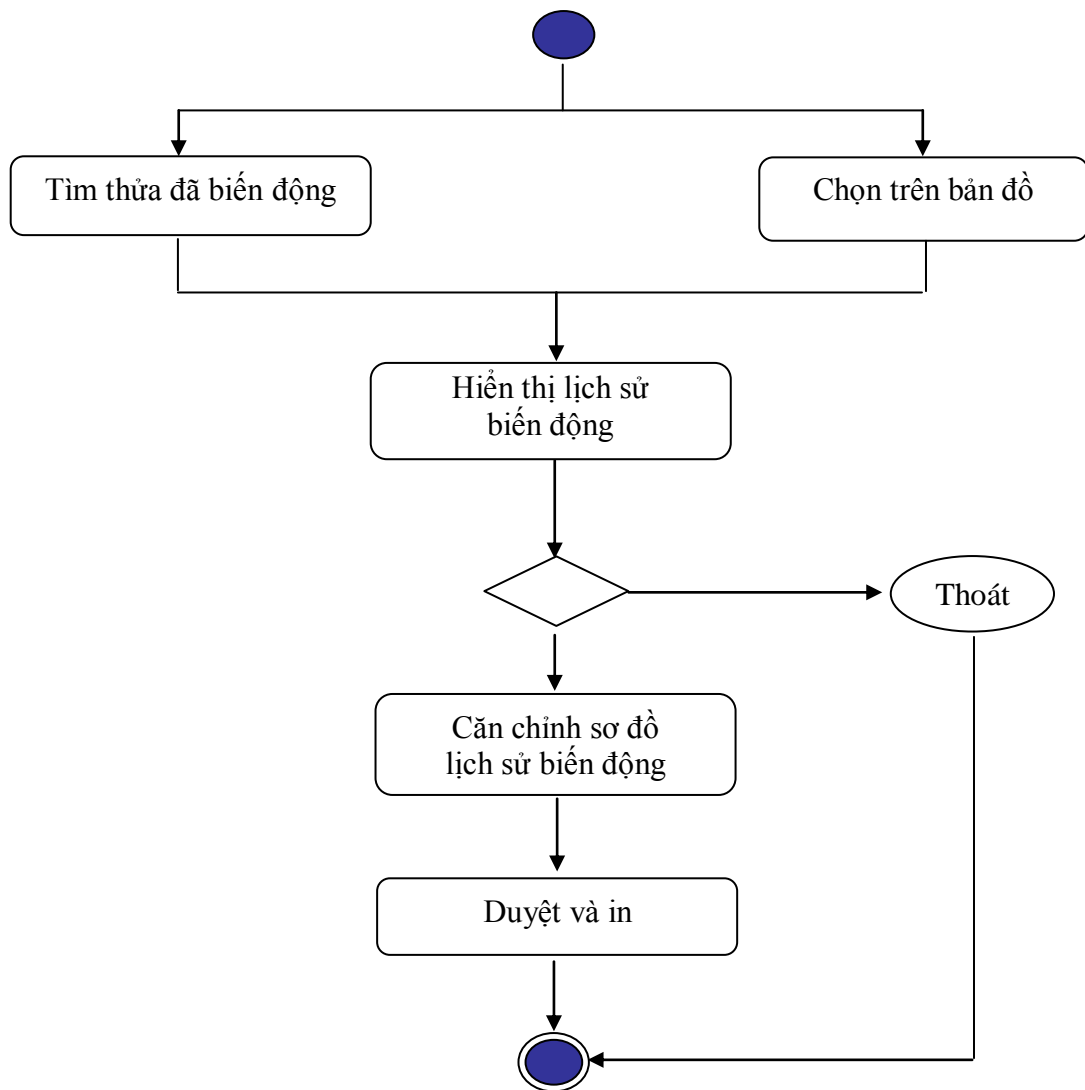 Tìm thửa đã biến động
Chọn trên bản đồ
Hiển thị lịch sử
biến động
Thoát
Căn chỉnh sơ đồ
lịch sử biến động
Duyệt và in